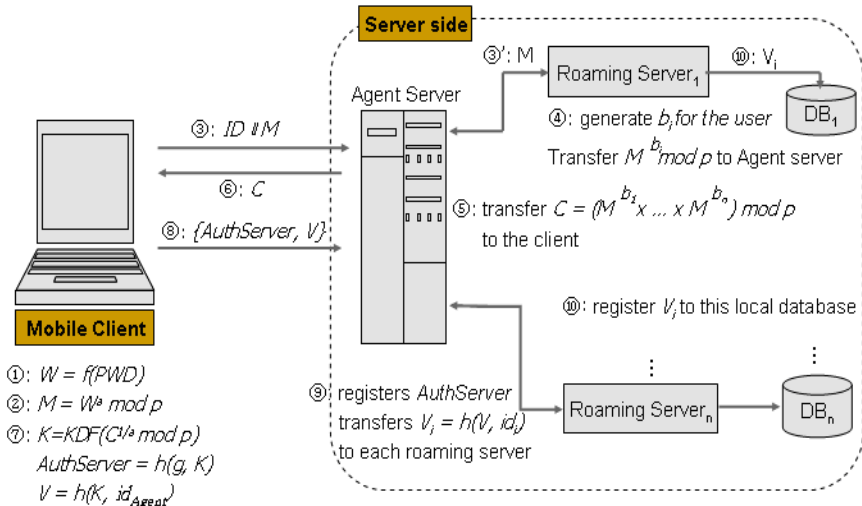 Server side
③': M
⑩: Vᵢ
Roaming Server₁
Agent Server
DB₁
③: ID ∥ M
④: generate bᵢ for the user
Transfer M^bᵢ mod p to Agent server
⑥: C
⑤: transfer C = (M^b₁ x ... x M^bₙ) mod p
to the client
⑧: {AuthServer, V}
⑩: register Vᵢ to this local database
Mobile Client
①: W = f(PWD)
②: M = Wᵃ mod p
⑦: K=KDF(C^1/a mod p)
AuthServer = h(g, K)
V = h(K, id_Agent)
⑨: registers AuthServer
transfers Vᵢ = h(V, idᵢ)
to each roaming server
⋮
⋮
Roaming Serverₙ
DBₙ